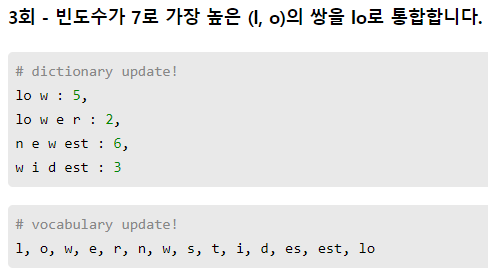 3회 - 빈도수가 7로 가장 높은 (l, o)의 쌍을 lo로 통합합니다.
# dictionary update!
lo w : 5,
lo w e r : 2,
n e w est : 6,
w i d est : 3
# vocabulary update!
l, o, w, e, r, n, w, s, t, i, d, es, est, lo